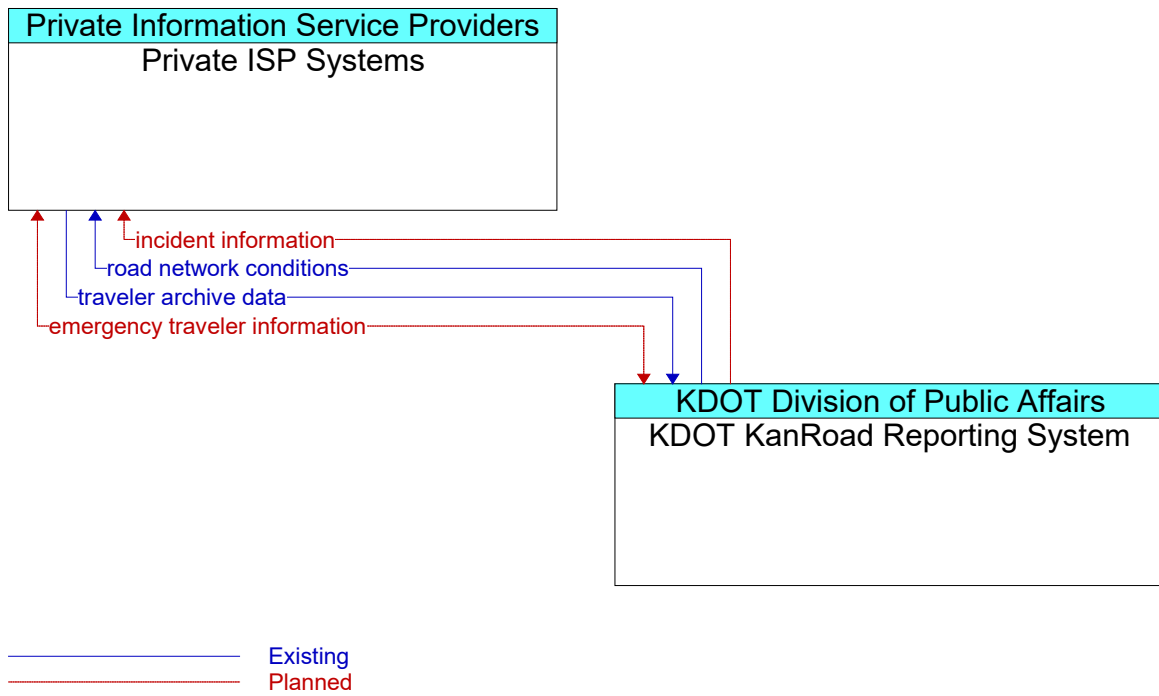 Private Information Service Providers
Private ISP Systems
incident information
road network conditions
traveler archive data
emergency traveler information
KDOT Division of Public Affairs
KDOT KanRoad Reporting System
Existing
Planned